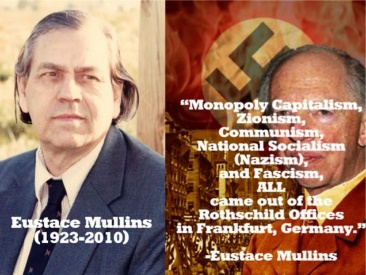 Eustace Mullins
(1923-2010)
“Monopoly Capitalism,
Zionism,
Communism,
National Socialism
(Nazism),
and Fascism,
ALL
came out of the
Rothschild Offices
in Frankfurt, Germany.”
-Eustace Mullins